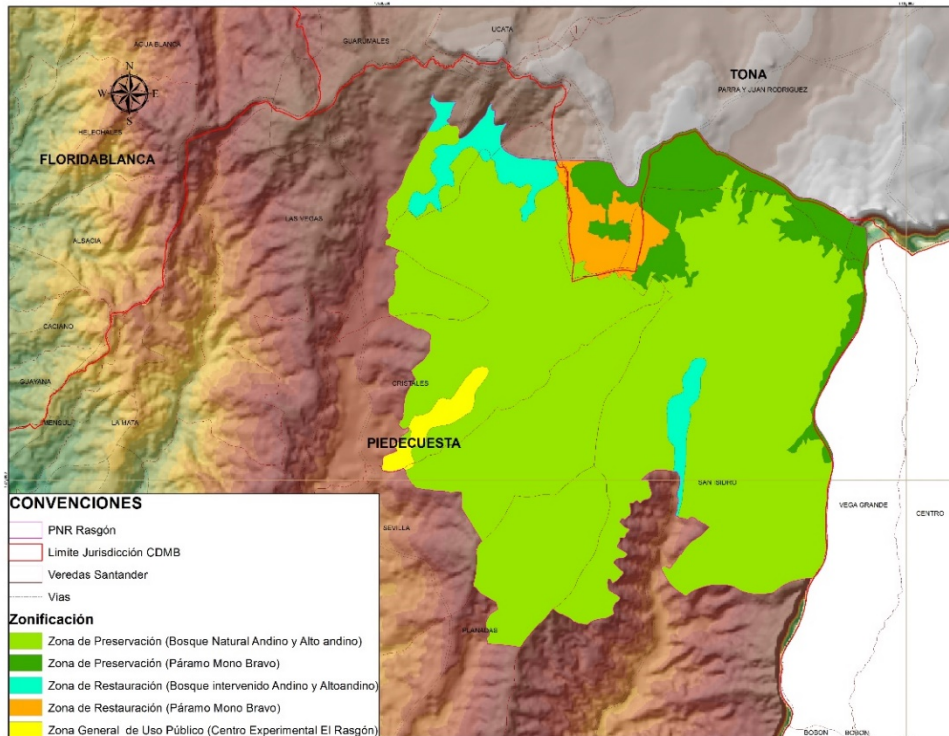 UCATA
GUARUMALES
AGUABLANCA
TONA
PARRA Y JUAN RODRIGUEZ
N
W E
S
HELECHALES
FLORIDABLANCA
LAS VEGAS
ALSACIA
CACIANO
CRISTALES
GUAYANA
MENSULI
LA MATA
PIEDECUESTA
SAN ISIDRO
VEGA GRANDE
CENTRO
SEVILLA
PLANADAS
CONVENCIONES
PNR Rasgón
Limite Jurisdicción CDMB
Veredas Santander
Vias
Zonificación
Zona de Preservación (Bosque Natural Andino y Alto andino)
Zona de Preservación (Páramo Mono Bravo)
Zona de Restauración (Bosque intervenido Andino y Altoandino)
Zona de Restauración (Páramo Mono Bravo)
Zona General de Uso Público (Centro Experimental El Rasgón)
BOSON BOBON